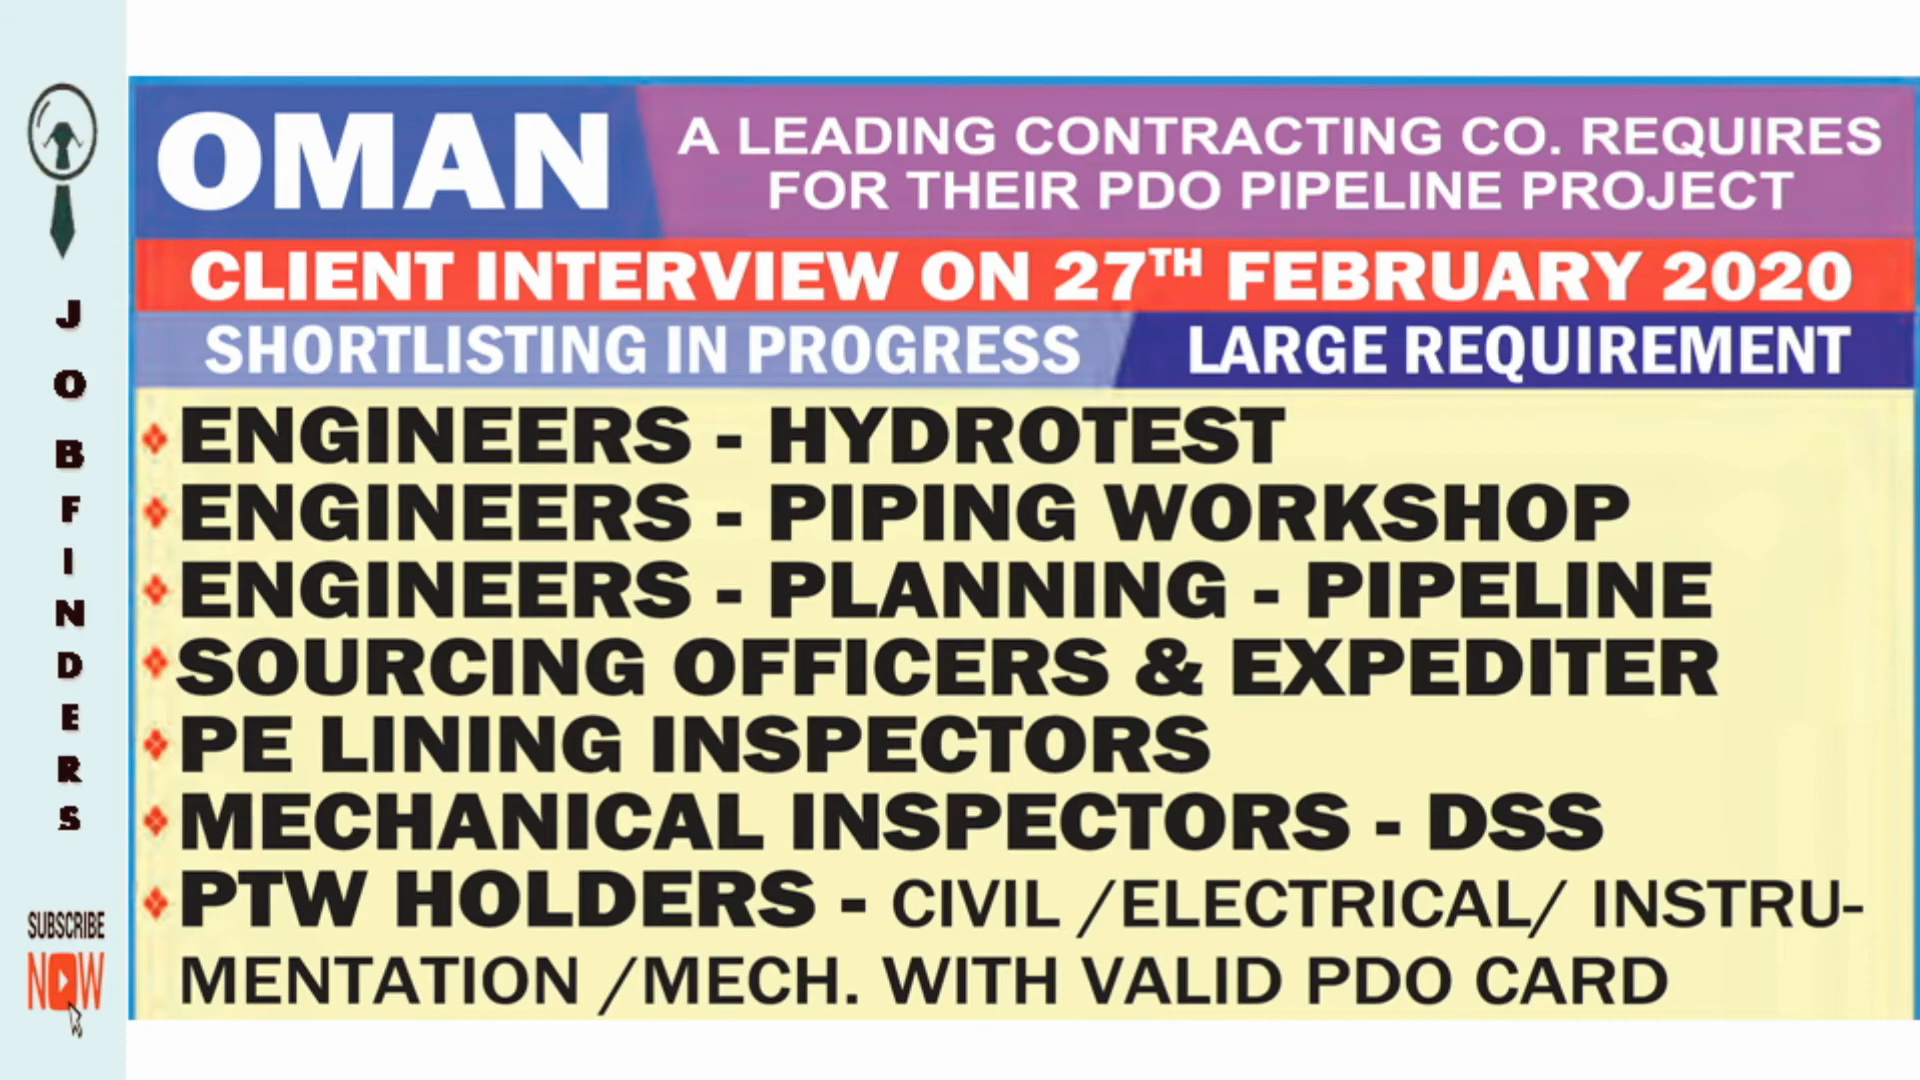 OMAN
A LEADING CONTRACTING CO. REQUIRES
FOR THEIR PDO PIPELINE PROJECT
CLIENT INTERVIEW ON 27TH FEBRUARY 2020
SHORTLISTING IN PROGRESS
LARGE REQUIREMENT
ENGINEERS - HYDROTEST
ENGINEERS - PIPING WORKSHOP
ENGINEERS - PLANNING - PIPELINE
SOURCING OFFICERS & EXPEDITER
PE LINING INSPECTORS
MECHANICAL INSPECTORS - DSS
PTW HOLDERS - CIVIL /ELECTRICAL/ INSTRU-
MENTATION /MECH. WITH VALID PDO CARD
JOBFINDERS
SUBSCRIBE
NOW